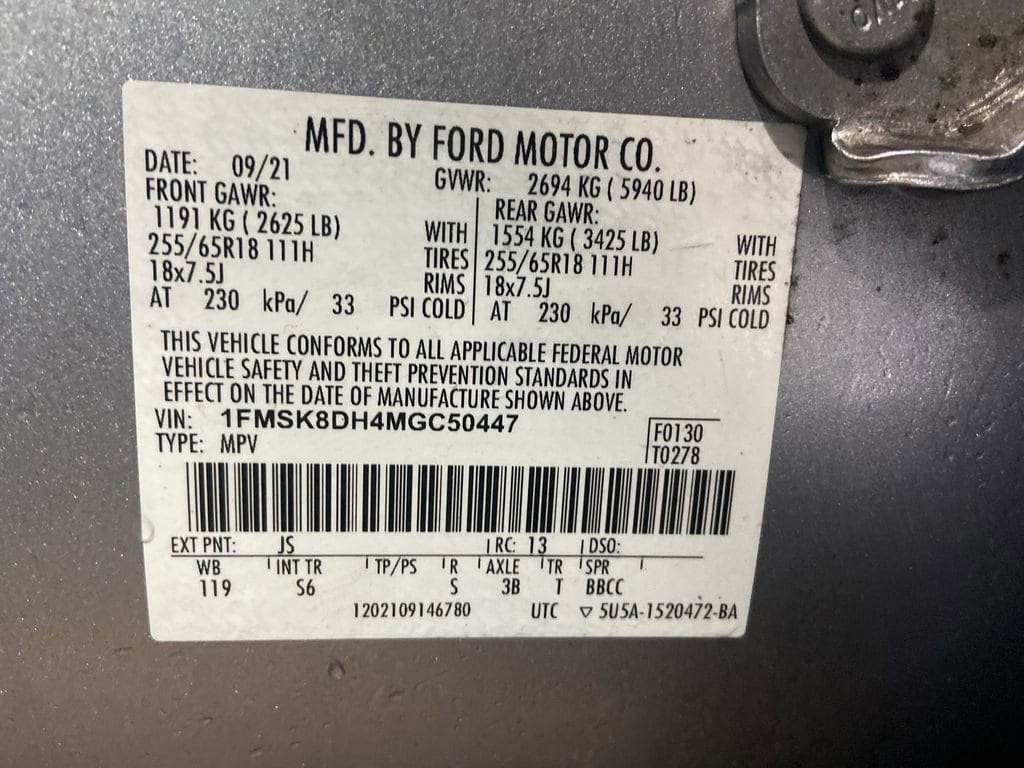 MFD. BY FORD MOTOR CO.
DATE: 09/21 GVWR: 2694 KG ( 5940 LB)
FRONT GAWR: REAR GAWR:
1191 KG ( 2625 LB) WITH 1554 KG ( 3425 LB) WITH
255/65R18 111H TIRES 255/65R18 111H TIRES
18x7.5J RIMS 18x7.5J RIMS
AT 230 kPa/ 33 PSI COLD AT 230 kPa/ 33 PSI COLD
THIS VEHICLE CONFORMS TO ALL APPLICABLE FEDERAL MOTOR
VEHICLE SAFETY AND THEFT PREVENTION STANDARDS IN
EFFECT ON THE DATE OF MANUFACTURE SHOWN ABOVE.
VIN: 1FMSK8DH4MGC50447
TYPE: MPV
F0130
T0278
EXT PNT: JS RC: 13 DSO:
WB INT TR TP/PS R AXLE TR SPR
119 S6 S 3B T BBCC
1202109146780 UTC ▽ 5U5A-1520472-BA